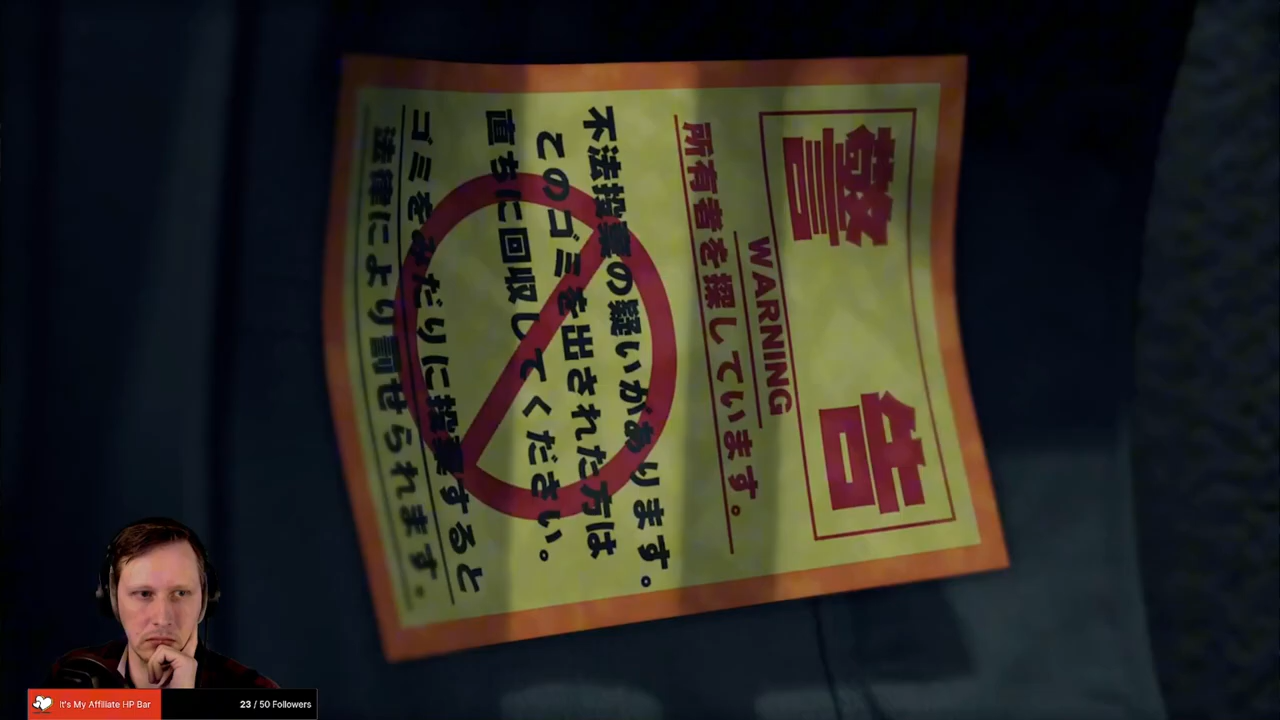 警告
WARNING
所有者を探しています。
不法投棄の疑いがあります。
このゴミを出された方は
直ちに回収してください。
ゴミをみだりに投棄すると
法律により罰せられます。
It's My Affiliate HP Bar
23 / 50 Followers